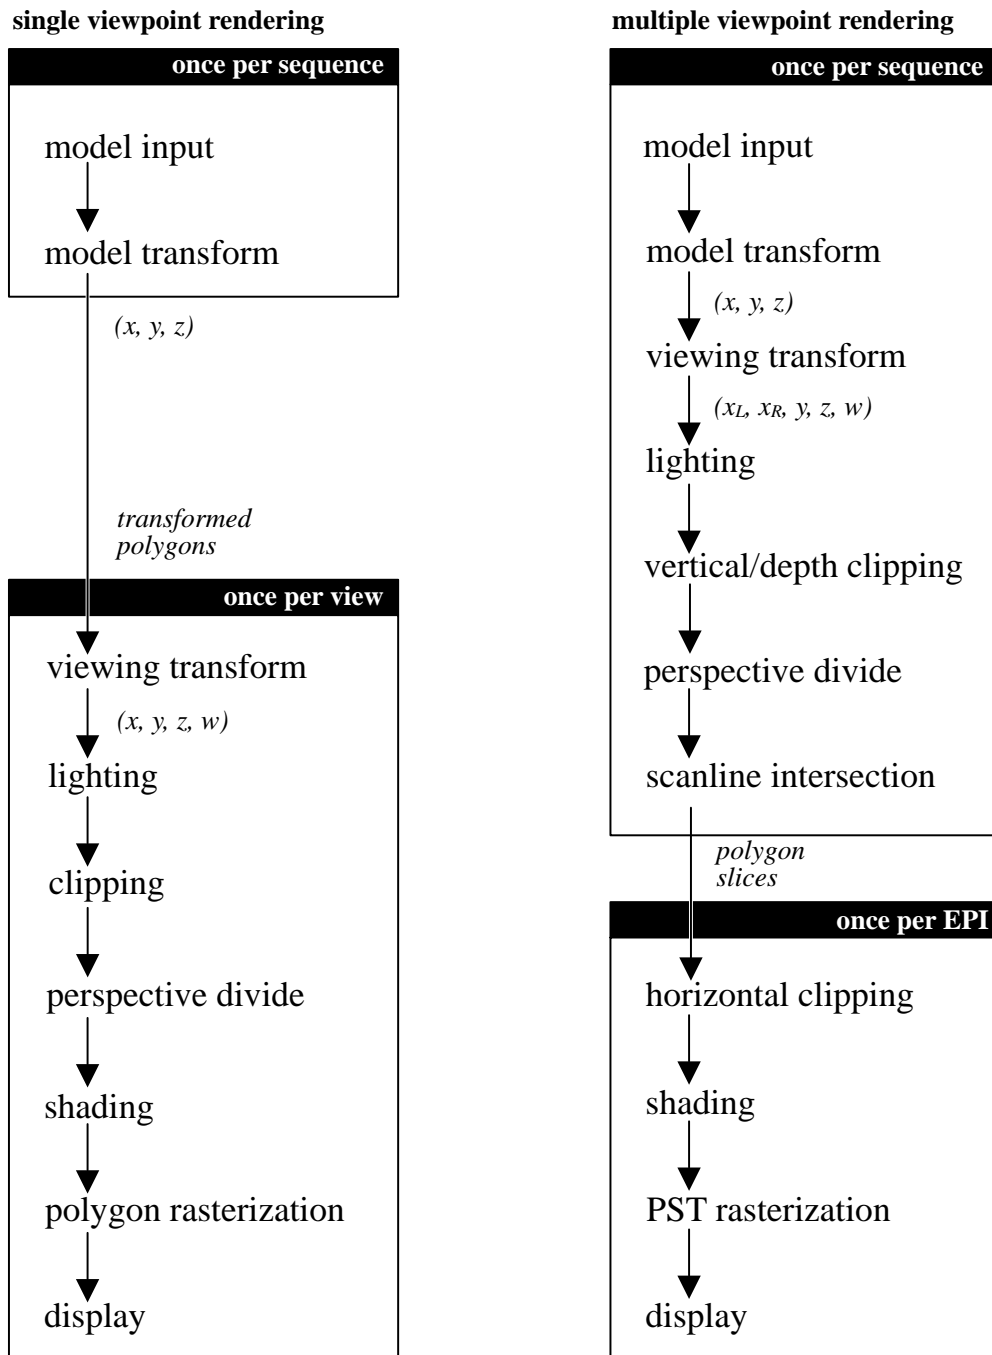 single viewpoint rendering
once per sequence
model input
model transform
(x, y, z)
transformed
polygons
once per view
viewing transform
(x, y, z, w)
lighting
clipping
perspective divide
shading
polygon rasterization
display
multiple viewpoint rendering
once per sequence
model input
model transform
(x, y, z)
viewing transform
(xL, xR, y, z, w)
lighting
vertical/depth clipping
perspective divide
scanline intersection
polygon
slices
once per EPI
horizontal clipping
shading
PST rasterization
display